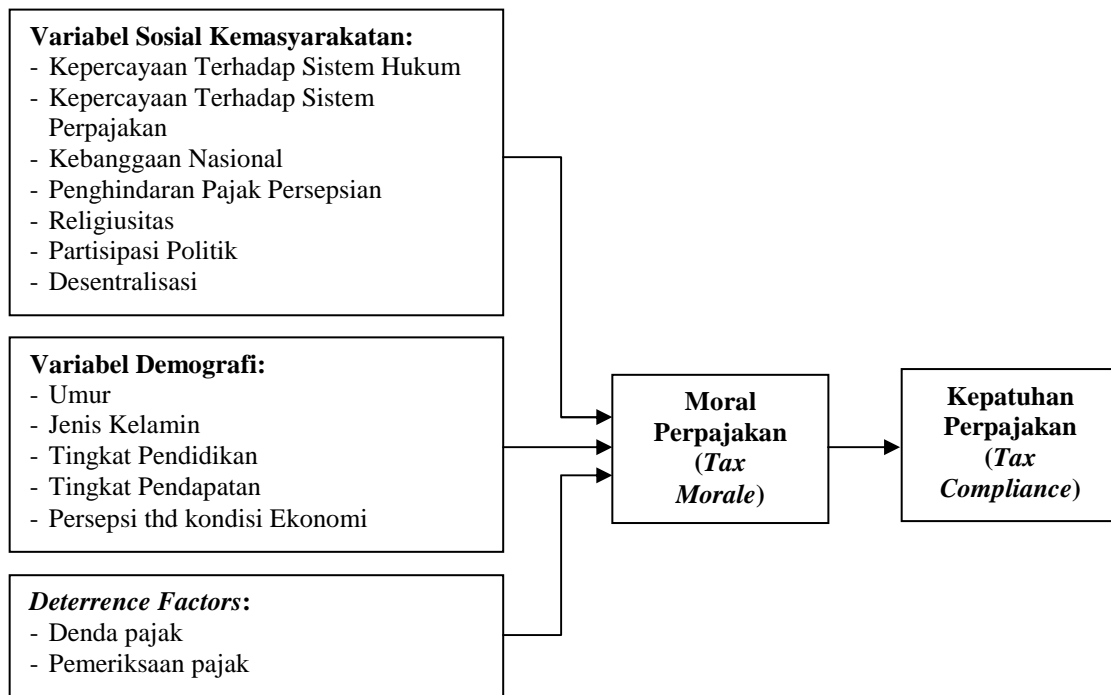 Variabel Sosial Kemasyarakatan:
- Kepercayaan Terhadap Sistem Hukum
- Kepercayaan Terhadap Sistem
Perpajakan
- Kebanggaan Nasional
- Penghindaran Pajak Persepsian
- Religiusitas
- Partisipasi Politik
- Desentralisasi
Variabel Demografi:
- Umur
- Jenis Kelamin
- Tingkat Pendidikan
- Tingkat Pendapatan
- Persepsi thd kondisi Ekonomi
Deterrence Factors:
- Denda pajak
- Pemeriksaan pajak
Moral
Perpajakan
(Tax
Morale)
Kepatuhan
Perpajakan
(Tax
Compliance)